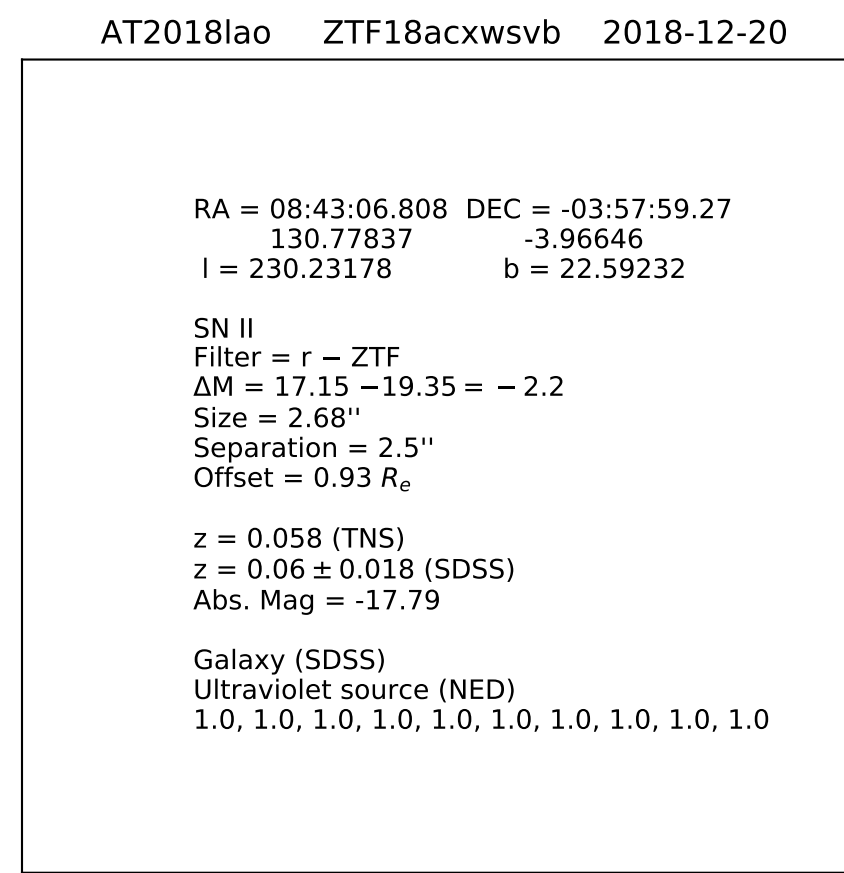 AT2018lao ZTF18acxwsvb 2018-12-20
RA = 08:43:06.808 DEC = -03:57:59.27
130.77837 -3.96646
l = 230.23178 b = 22.59232
SN II
Filter = r − ZTF
ΔM = 17.15 −19.35 = − 2.2
Size = 2.68''
Separation = 2.5''
Offset = 0.93 Re
z = 0.058 (TNS)
z = 0.06 ± 0.018 (SDSS)
Abs. Mag = -17.79
Galaxy (SDSS)
Ultraviolet source (NED)
1.0, 1.0, 1.0, 1.0, 1.0, 1.0, 1.0, 1.0, 1.0, 1.0